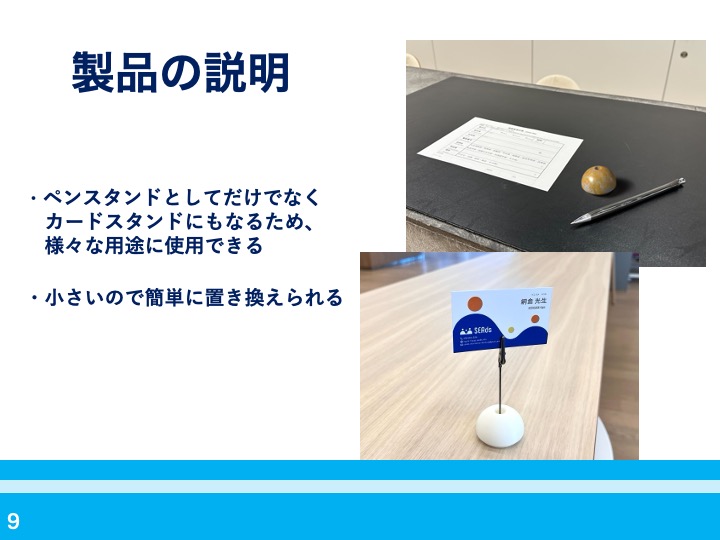 製品の説明
・ペンスタンドとしてだけでなく
カードスタンドにもなるため、
様々な用途に使用できる
・小さいので簡単に置き換えられる
SEAds
9